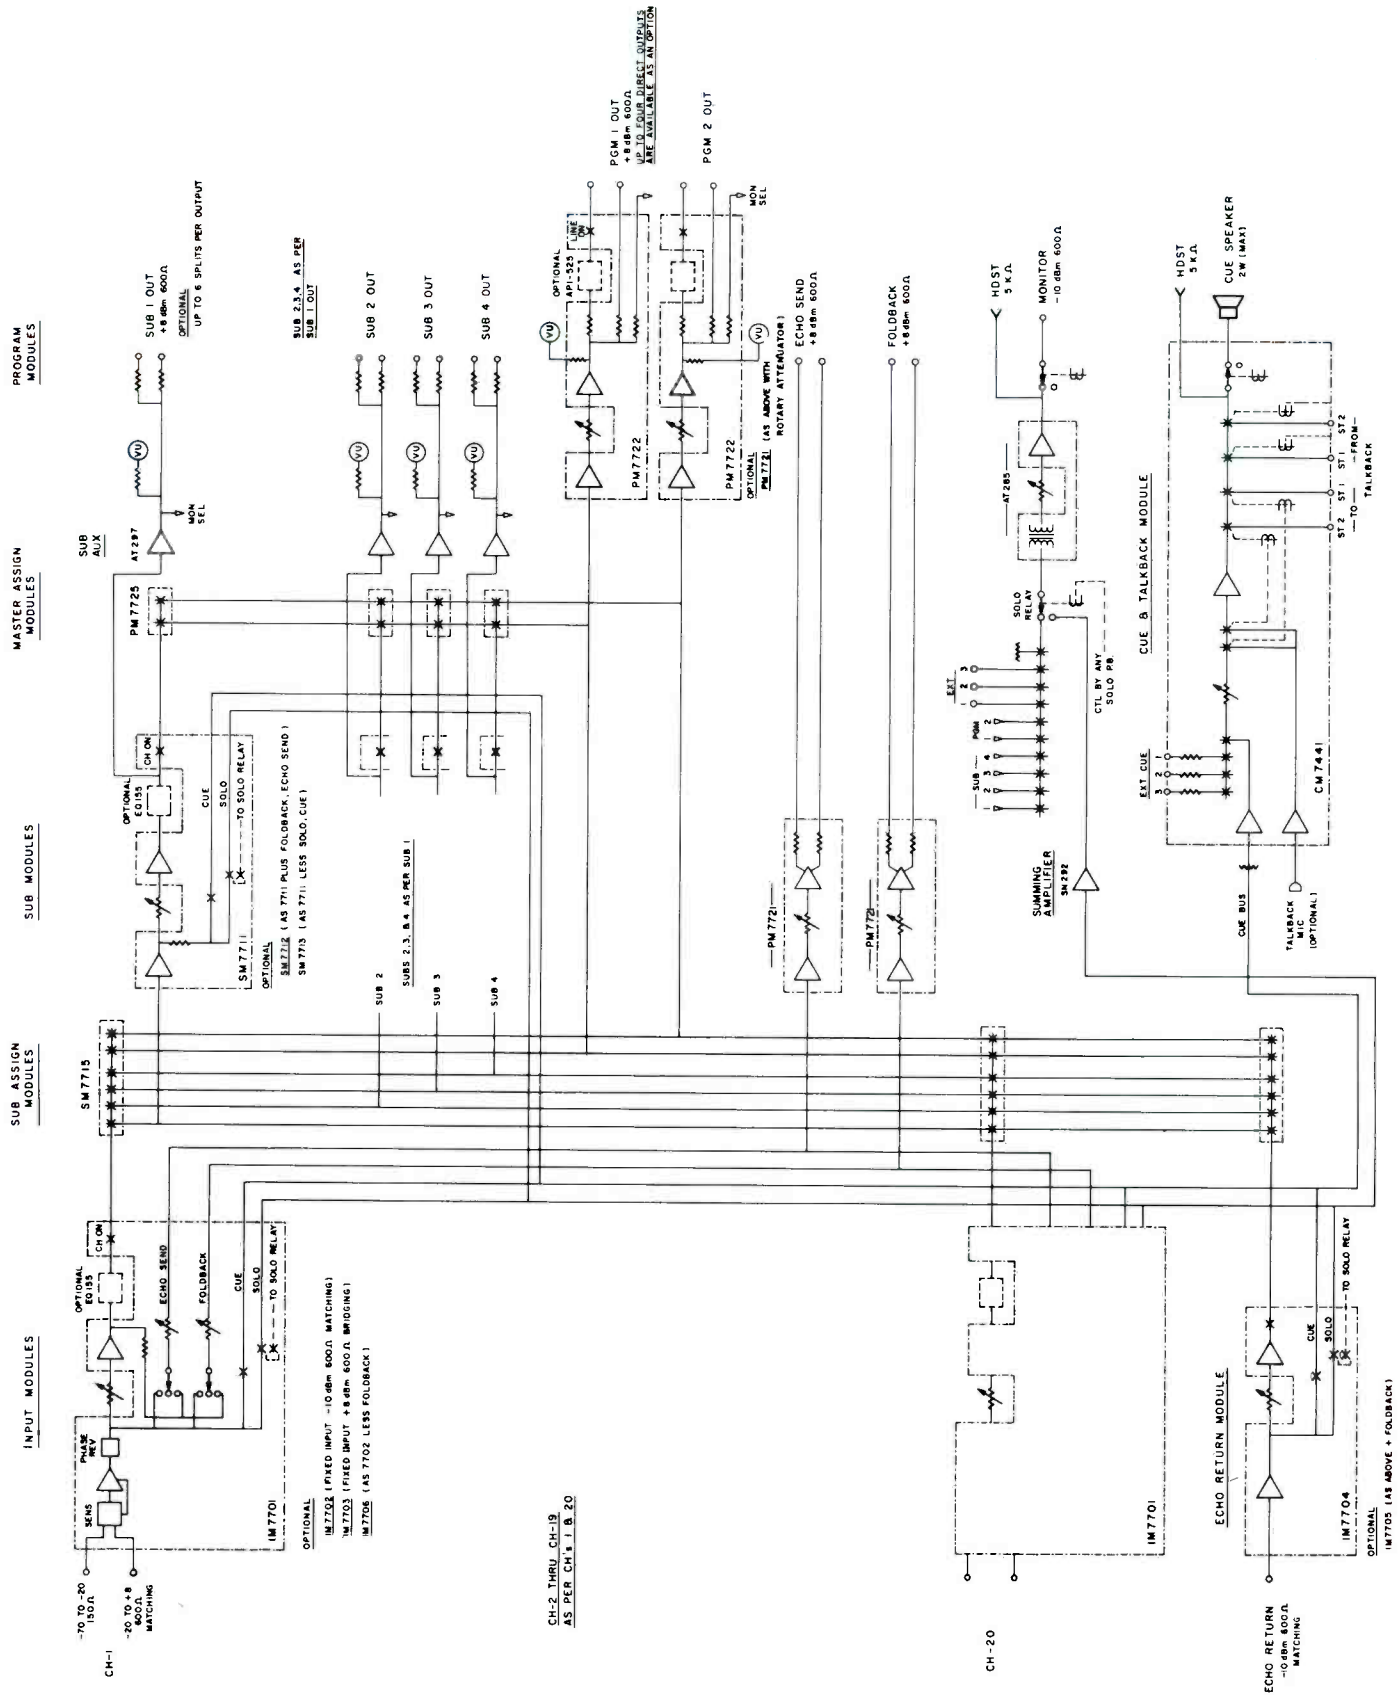 INPUT MODULES
SUB ASSIGN
MODULES
SUB MODULES
MASTER ASSIGN
MODULES
PROGRAM
MODULES
-70 TO -20
150Ω
-20 TO +8
600Ω
MATCHING
CH-1
SENS
PHASE
REV
OPTIONAL
EQ 155
CH ON
ECHO SEND
FOLDBACK
CUE
SOLO
TO SOLO RELAY
IM7701
OPTIONAL
IM7702 (FIXED INPUT -10 dBm 600Ω MATCHING)
IM7703 (FIXED INPUT +8 dBm 600Ω BRIDGING)
IM7706 (AS 7702 LESS FOLDBACK)
CH-2 THRU CH-19
AS PER CH's 1 & 20
CH-20
IM7701
ECHO RETURN
-10 dBm 600Ω
MATCHING
ECHO RETURN MODULE
CUE
SOLO
TO SOLO RELAY
IM7704
OPTIONAL
IM7705 (AS ABOVE + FOLDBACK)
SM7715
OPTIONAL
EQ 155
CH ON
CUE
SOLO
TO SOLO RELAY
SM7711
OPTIONAL
SM7712 (AS 7711 PLUS FOLDBACK, ECHO SEND)
SM7713 (AS 7711 LESS SOLO, CUE)
SUB 2
SUBS 2,3, & 4 AS PER SUB 1
SUB 3
SUB 4
PM7725
SUB
AUX
AT297
MON
SEL
VU
SUB 1 OUT
+8 dBm 600Ω
OPTIONAL
UP TO 6 SPLITS PER OUTPUT
SUB 2,3,4 AS PER
SUB 1 OUT
VU
SUB 2 OUT
VU
SUB 3 OUT
VU
SUB 4 OUT
VU
OPTIONAL
API-525
LINE
ON
PM7722
PGM 1 OUT
+8 dBm 600Ω
UP TO FOUR DIRECT OUTPUTS
ARE AVAILABLE AS AN OPTION
PGM 2 OUT
MON
SEL
PM7722
VU
OPTIONAL
PM7721 (AS ABOVE WITH
ROTARY ATTENUATOR)
PM7721
ECHO SEND
+8 dBm 600Ω
PM7721
FOLDBACK
+8 dBm 600Ω
SUMMING
AMPLIFIER
SN292
SUB
1 2 3 4
PGM
1 2
EXT
1 2 3
SOLO
RELAY
CTL BY ANY
SOLO P.B.
AT285
HDST
5 KΩ
MONITOR
-10 dBm 600Ω
CUE BUS
TALKBACK
MIC
(OPTIONAL)
EXT CUE
3 2 1
CM7441
CUE & TALKBACK MODULE
ST 2 ST 1
TO
ST 1 ST 2
FROM
TALKBACK
HDST
5 KΩ
CUE SPEAKER
2W (MAX)